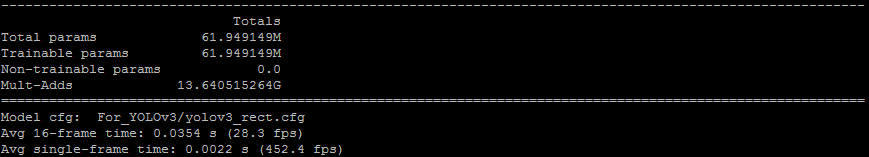 Totals
Total params 61.949149M
Trainable params 61.949149M
Non-trainable params 0.0
Mult-Adds 13.640515264G
Model cfg: For_YOLOv3/yolov3_rect.cfg
Avg 16-frame time: 0.0354 s (28.3 fps)
Avg single-frame time: 0.0022 s (452.4 fps)